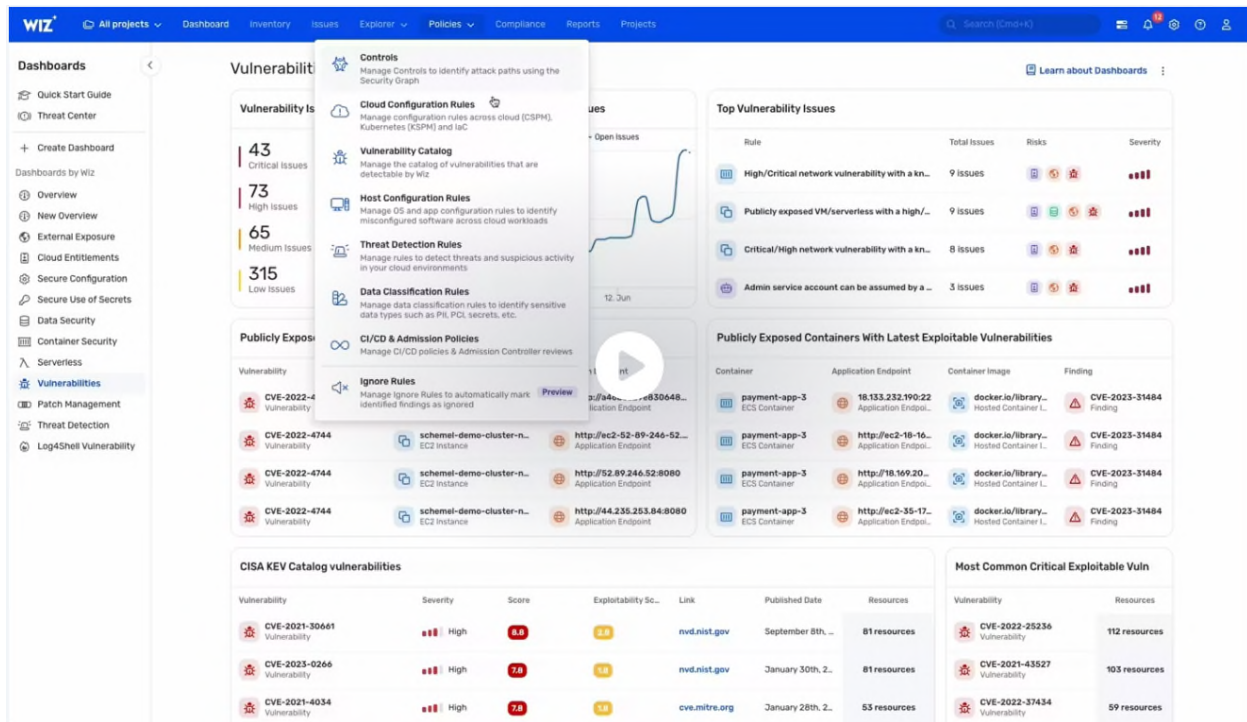 WIZ
All projects
Dashboard
Inventory
Issues
Explorer
Policies
Compliance
Reports
Projects
Search (Cmd+K)
12
Dashboards
Quick Start Guide
Threat Center
Create Dashboard
Dashboards by Wiz
Overview
New Overview
External Exposure
Cloud Entitlements
Secure Configuration
Secure Use of Secrets
Data Security
Container Security
Serverless
Vulnerabilities
Patch Management
Threat Detection
Log4Shell Vulnerability
Vulnerabiliti
Learn about Dashboards
Controls
Manage Controls to identify attack paths using the
Security Graph
Cloud Configuration Rules
Manage configuration rules across cloud (CSPM),
Kubernetes (KSPM) and IaC
Vulnerability Catalog
Manage the catalog of vulnerabilities that are
detectable by Wiz
Host Configuration Rules
Manage OS and app configuration rules to identify
misconfigured software across cloud workloads
Threat Detection Rules
Manage rules to detect threats and suspicious activity
in your cloud environments
Data Classification Rules
Manage data classification rules to identify sensitive
data types such as PII, PCI, secrets, etc.
CI/CD & Admission Policies
Manage CI/CD policies & Admission Controller reviews
Ignore Rules
Manage Ignore Rules to automatically mark
identified findings as ignored
Preview
Vulnerability Is
43
Critical Issues
73
High Issues
65
Medium Issues
315
Low Issues
ues
Open Issues
12. Jun
Top Vulnerability Issues
Rule Total Issues Risks Severity
High/Critical network vulnerability with a kn... 9 issues
Publicly exposed VM/serverless with a high/... 9 issues
Critical/High network vulnerability with a kn... 8 issues
Admin service account can be assumed by a ... 3 issues
Publicly Expos
Vulnerability
CVE-2022-4
Vulnerability Application Endpoint
CVE-2022-4744 schemel-demo-cluster-n... http://ec2-52-89-246-52....
Vulnerability EC2 Instance Application Endpoint
CVE-2022-4744 schemel-demo-cluster-n... http://52.89.246.52:8080
Vulnerability EC2 Instance Application Endpoint
CVE-2022-4744 schemel-demo-cluster-n... http://44.235.253.84:8080
Vulnerability EC2 Instance Application Endpoint
Publicly Exposed Containers With Latest Exploitable Vulnerabilities
Container Application Endpoint Container Image Finding
payment-app-3 18.133.232.190:22 docker.io/library... CVE-2023-31484
ECS Container Application Endpoi... Hosted Container I... Finding
payment-app-3 http://ec2-18-16... docker.io/library... CVE-2023-31484
ECS Container Application Endpoi... Hosted Container I... Finding
payment-app-3 http://18.169.20... docker.io/library... CVE-2023-31484
ECS Container Application Endpoi... Hosted Container I... Finding
payment-app-3 http://ec2-35-17... docker.io/library... CVE-2023-31484
ECS Container Application Endpoi... Hosted Container I... Finding
CISA KEV Catalog vulnerabilities
Vulnerability Severity Score Exploitability Sc... Link Published Date Resources
CVE-2021-30661 High 8.8 2.8 nvd.nist.gov September 8th, ... 81 resources
Vulnerability
CVE-2023-0266 High 7.8 1.8 nvd.nist.gov January 30th, 2... 81 resources
Vulnerability
CVE-2021-4034 High 7.8 1.8 cve.mitre.org January 28th, 2... 53 resources
Vulnerability
Most Common Critical Exploitable Vuln
Vulnerability Resources
CVE-2022-25236 112 resources
Vulnerability
CVE-2021-43527 103 resources
Vulnerability
CVE-2022-37434 59 resources
Vulnerability